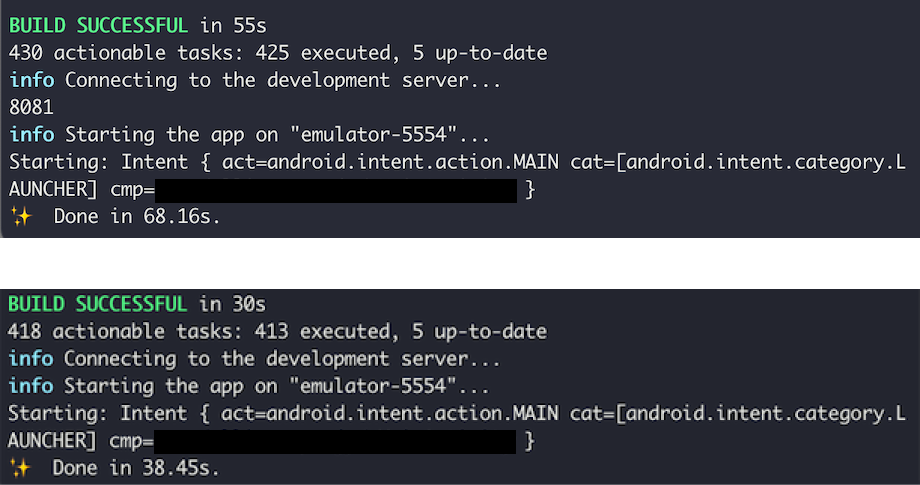 BUILD SUCCESSFUL in 55s
430 actionable tasks: 425 executed, 5 up-to-date
info Connecting to the development server...
8081
info Starting the app on "emulator-5554"...
Starting: Intent { act=android.intent.action.MAIN cat=[android.intent.category.L
AUNCHER] cmp= }
✨ Done in 68.16s.
BUILD SUCCESSFUL in 30s
418 actionable tasks: 413 executed, 5 up-to-date
info Connecting to the development server...
info Starting the app on "emulator-5554"...
Starting: Intent { act=android.intent.action.MAIN cat=[android.intent.category.L
AUNCHER] cmp= }
✨ Done in 38.45s.